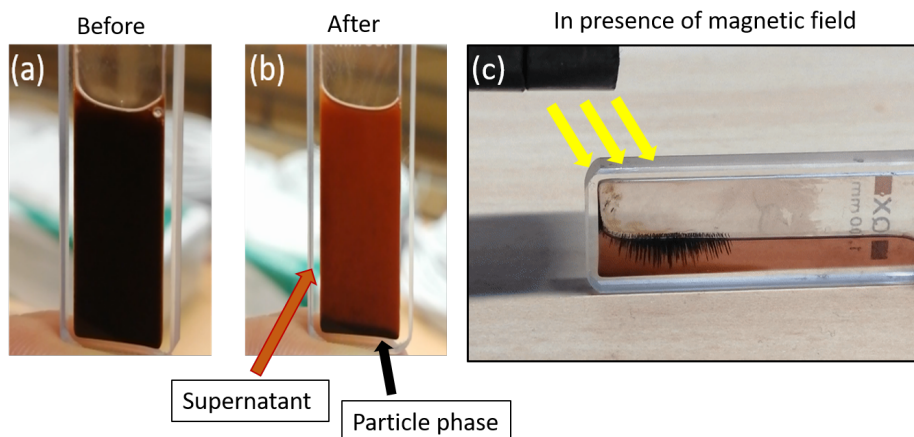 Before
After
In presence of magnetic field
(a)
(b)
(c)
Supernatant
Particle phase